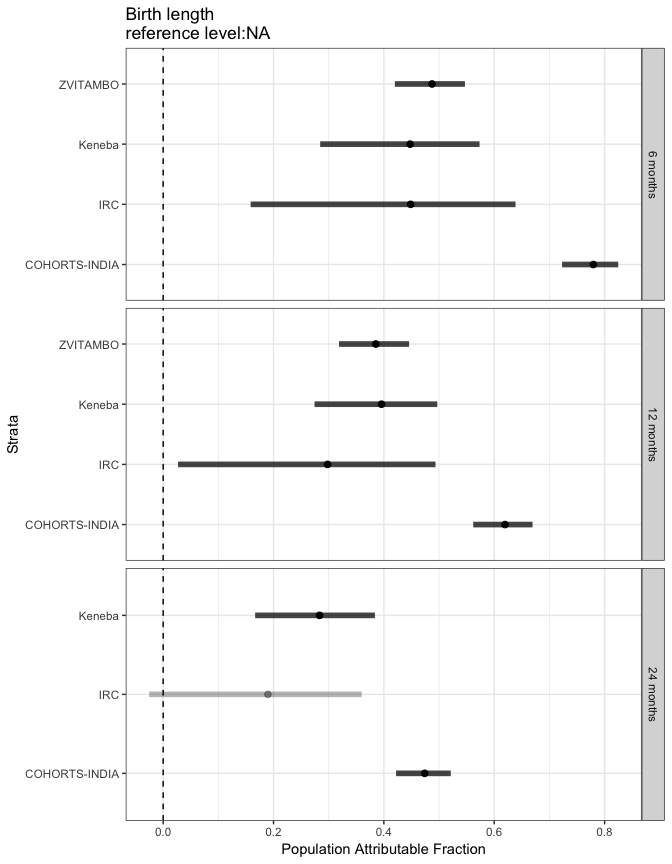 Birth length
reference level:NA
ZVITAMBO
Keneba
IRC
COHORTS-INDIA
6 months
ZVITAMBO
Keneba
IRC
COHORTS-INDIA
12 months
Keneba
IRC
COHORTS-INDIA
24 months
Strata
0.0 0.2 0.4 0.6 0.8
Population Attributable Fraction